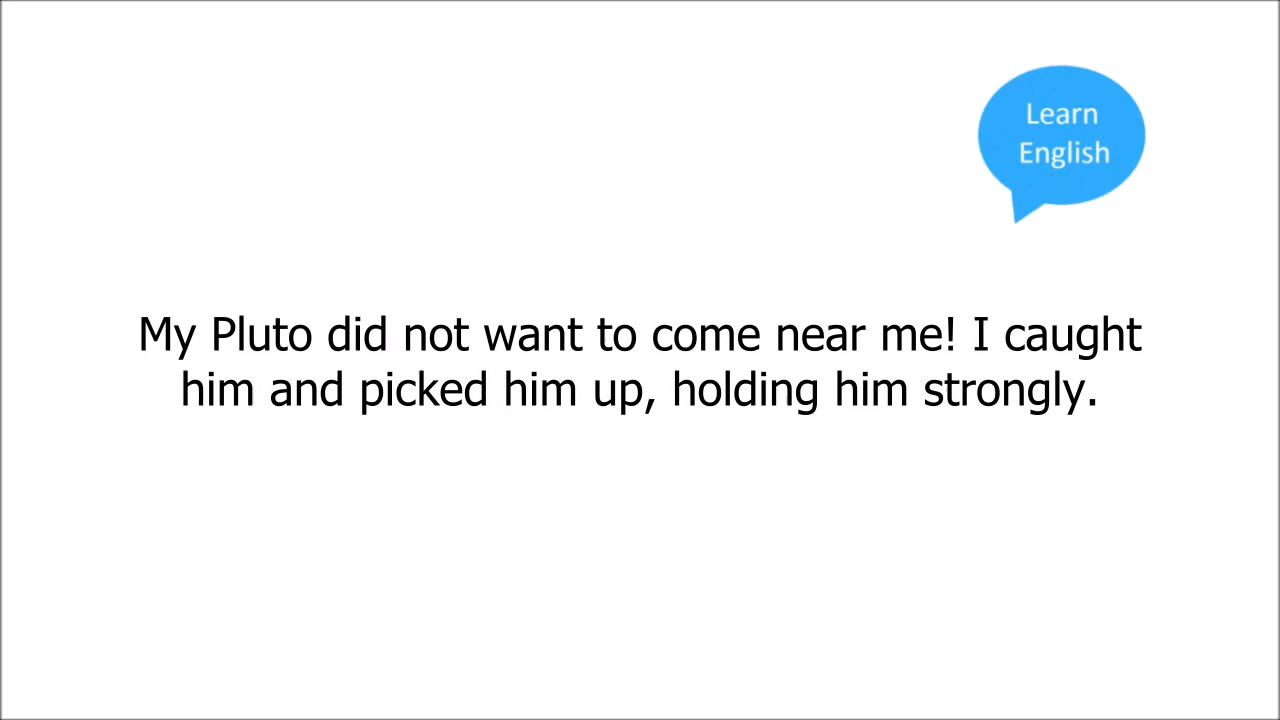 Learn
English
My Pluto did not want to come near me! I caught
him and picked him up, holding him strongly.